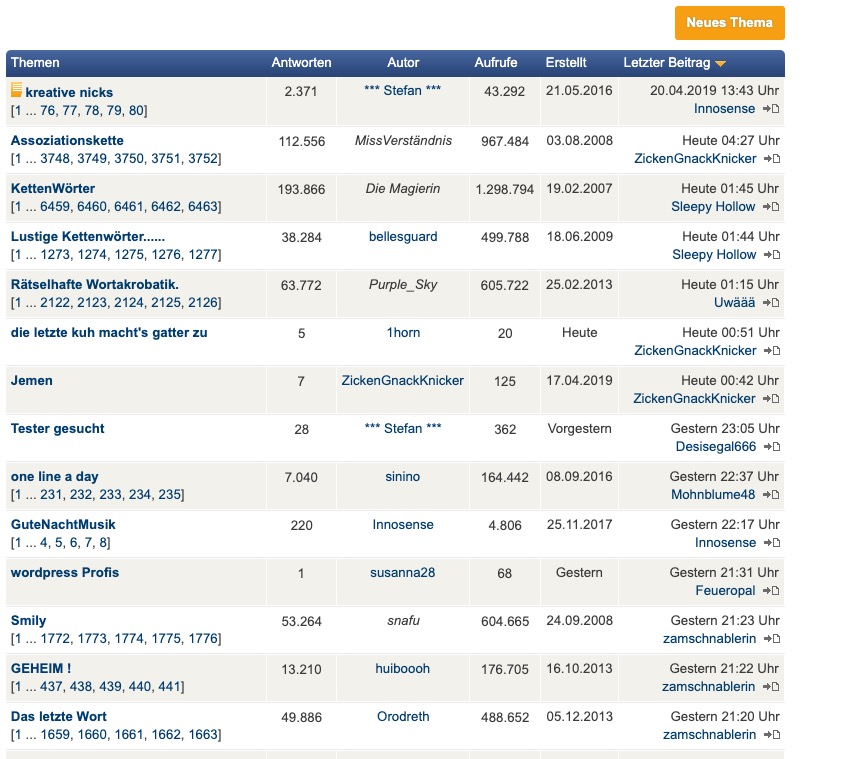 Neues Thema
Themen Antworten Autor Aufrufe Erstellt Letzter Beitrag
kreative nicks 2.371 *** Stefan *** 43.292 21.05.2016 20.04.2019 13:43 Uhr
[1 ... 76, 77, 78, 79, 80] Innosense
Assoziationskette 112.556 MissVerständnis 967.484 03.08.2008 Heute 04:27 Uhr
[1 ... 3748, 3749, 3750, 3751, 3752] ZickenGnackKnicker
KettenWörter 193.866 Die Magierin 1.298.794 19.02.2007 Heute 01:45 Uhr
[1 ... 6459, 6460, 6461, 6462, 6463] Sleepy Hollow
Lustige Kettenwörter...... 38.284 bellesguard 499.788 18.06.2009 Heute 01:44 Uhr
[1 ... 1273, 1274, 1275, 1276, 1277] Sleepy Hollow
Rätselhafte Wortakrobatik. 63.772 Purple_Sky 605.722 25.02.2013 Heute 01:15 Uhr
[1 ... 2122, 2123, 2124, 2125, 2126] Uwäää
die letzte kuh macht's gatter zu 5 1horn 20 Heute Heute 00:51 Uhr
ZickenGnackKnicker
Jemen 7 ZickenGnackKnicker 125 17.04.2019 Heute 00:42 Uhr
ZickenGnackKnicker
Tester gesucht 28 *** Stefan *** 362 Vorgestern Gestern 23:05 Uhr
Desisegal666
one line a day 7.040 sinino 164.442 08.09.2016 Gestern 22:37 Uhr
[1 ... 231, 232, 233, 234, 235] Mohnblume48
GuteNachtMusik 220 Innosense 4.806 25.11.2017 Gestern 22:17 Uhr
[1 ... 4, 5, 6, 7, 8] Innosense
wordpress Profis 1 susanna28 68 Gestern Gestern 21:31 Uhr
Feueropal
Smily 53.264 snafu 604.665 24.09.2008 Gestern 21:23 Uhr
[1 ... 1772, 1773, 1774, 1775, 1776] zamschnablerin
GEHEIM ! 13.210 huiboooh 176.705 16.10.2013 Gestern 21:22 Uhr
[1 ... 437, 438, 439, 440, 441] zamschnablerin
Das letzte Wort 49.886 Orodreth 488.652 05.12.2013 Gestern 21:20 Uhr
[1 ... 1659, 1660, 1661, 1662, 1663] zamschnablerin